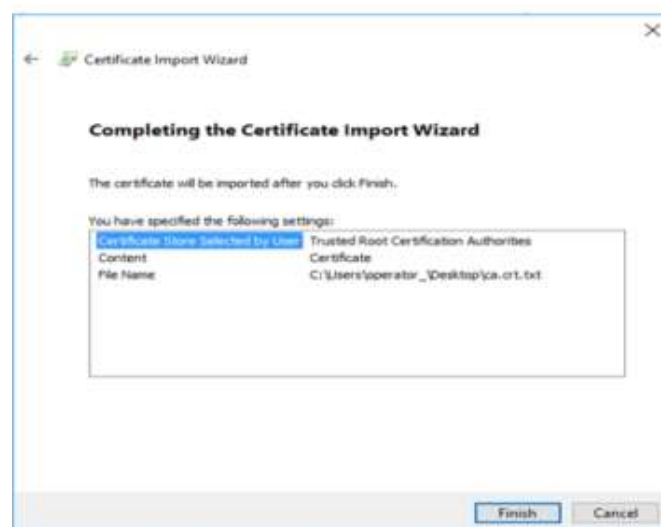 Certificate Import Wizard
Completing the Certificate Import Wizard
The certificate will be imported after you click Finish.
You have specified the following settings:
Certificate Store Selected by User Trusted Root Certification Authorities
Content Certificate
File Name C:\Users\operator_\Desktop\ca.crt.txt
Finish Cancel